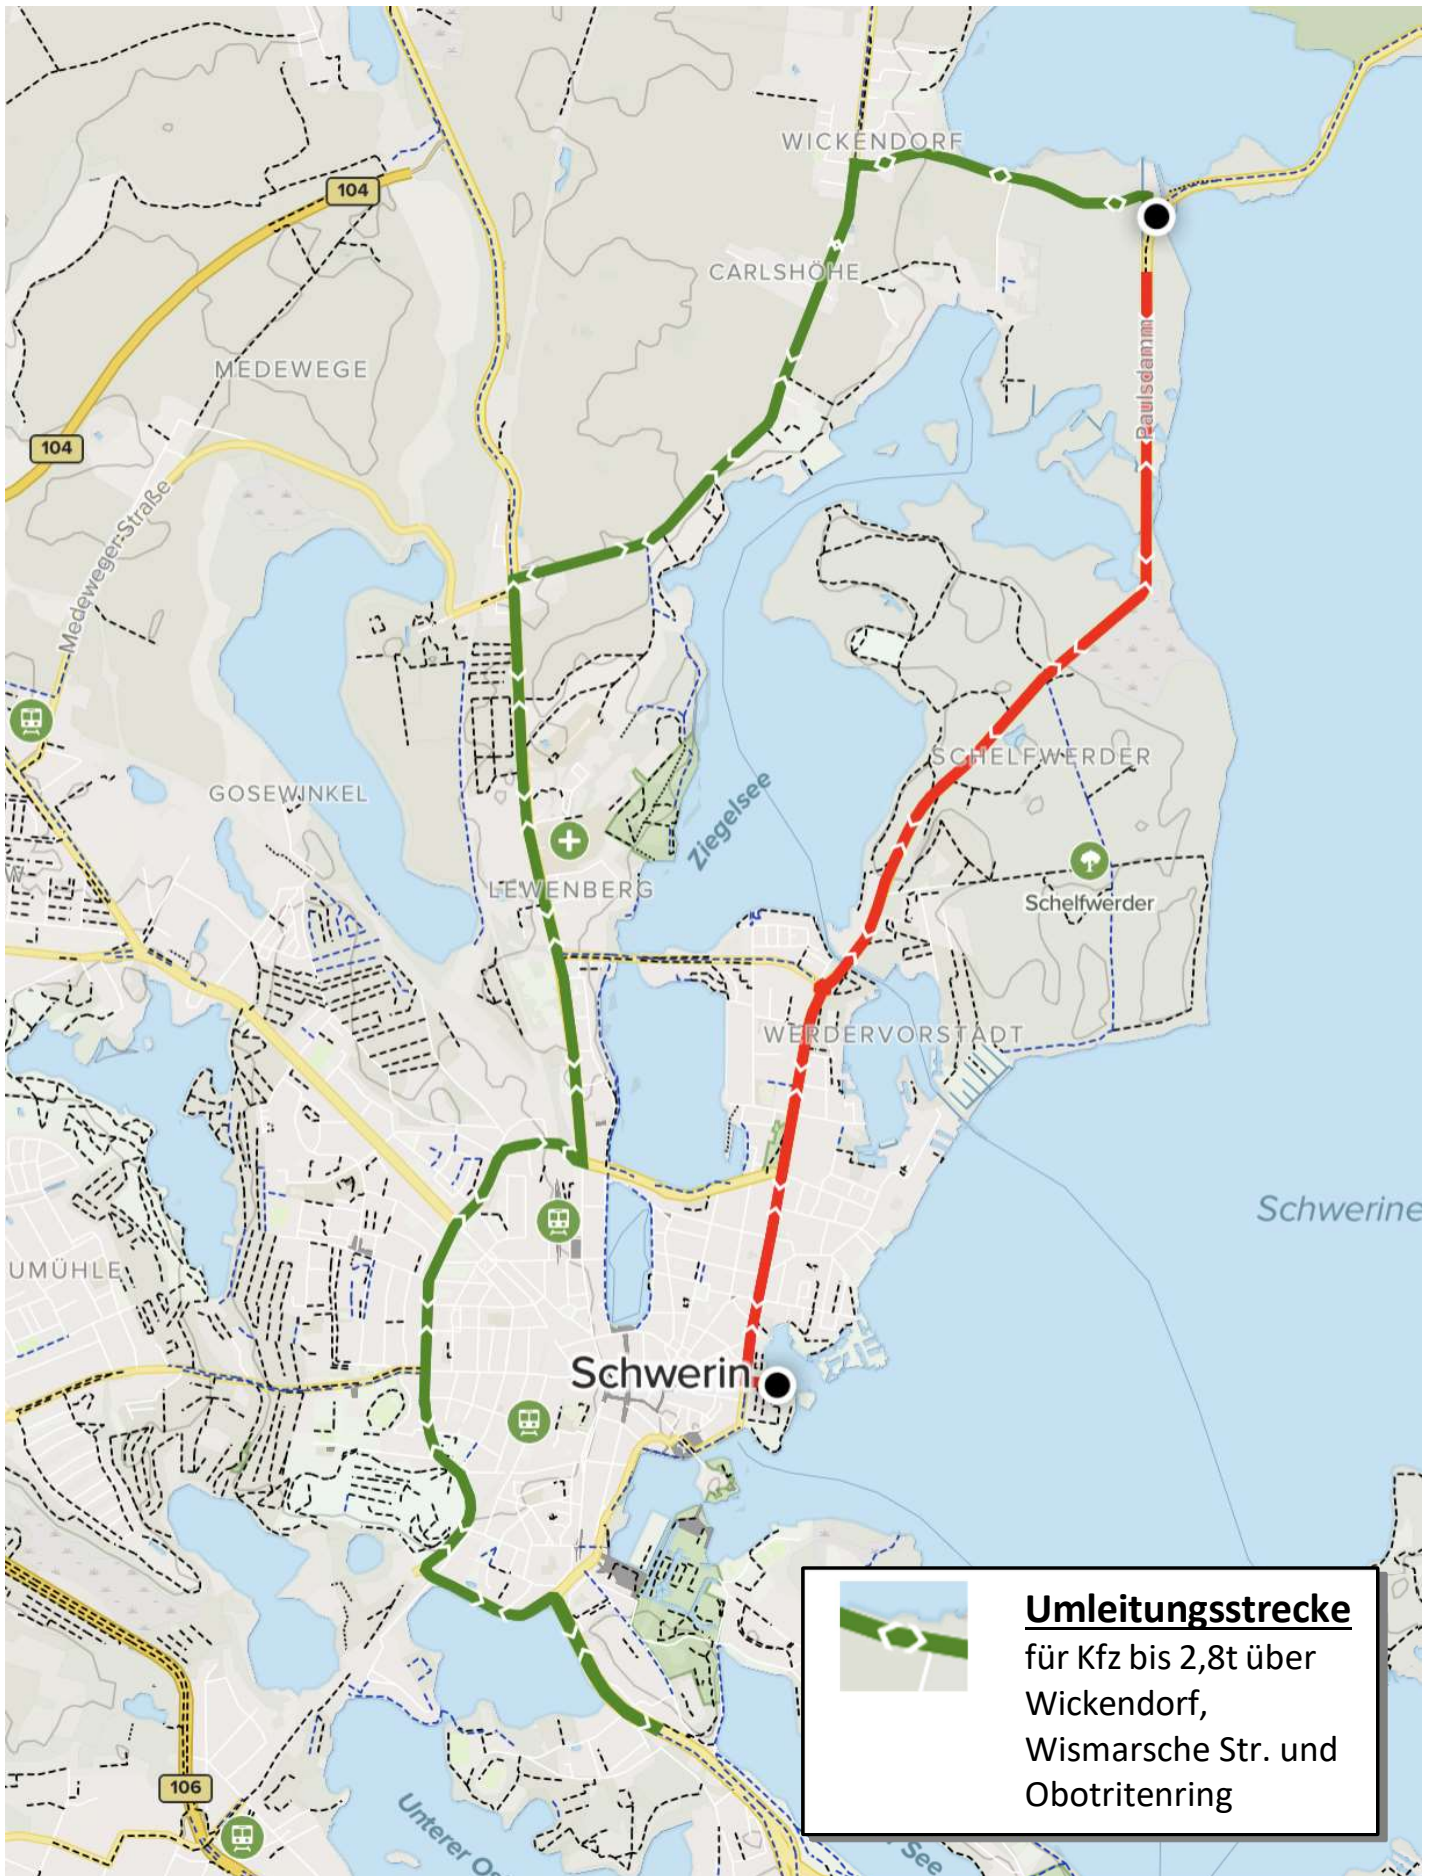 WICKENDORF
104
CARLSHÖHE
Paulsdamm
MEDEWEGE
104
Medeweger-Straße
SCHELFWERDER
GOSEWINKEL
Ziegelsee
LEWENBERG
Schelfwerder
WERDERVORSTADT
Schwerine
UMÜHLE
Schwerin
Umleitungsstrecke
für Kfz bis 2,8t über
Wickendorf,
Wismarsche Str. und
Obotritenring
106
Unterer Os
See